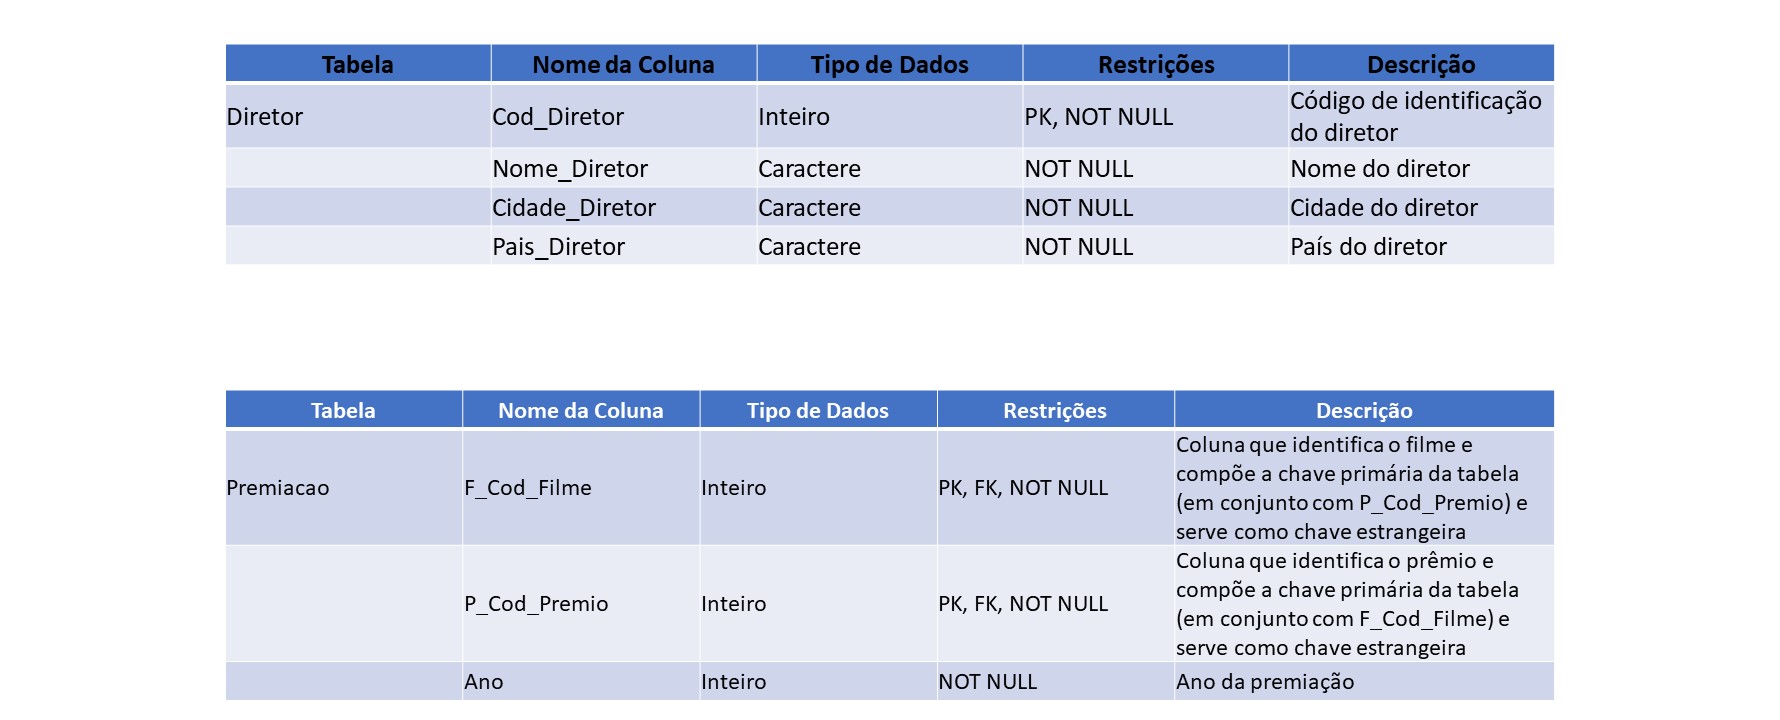 Tabela Nome da Coluna Tipo de Dados Restrições Descrição
Diretor Cod_Diretor Inteiro PK, NOT NULL Código de identificação
do diretor
Nome_Diretor Caractere NOT NULL Nome do diretor
Cidade_Diretor Caractere NOT NULL Cidade do diretor
Pais_Diretor Caractere NOT NULL País do diretor
Tabela Nome da Coluna Tipo de Dados Restrições Descrição
Premiacao F_Cod_Filme Inteiro PK, FK, NOT NULL Coluna que identifica o filme e
compõe a chave primária da tabela
(em conjunto com P_Cod_Premio) e
serve como chave estrangeira
P_Cod_Premio Inteiro PK, FK, NOT NULL Coluna que identifica o prêmio e
compõe a chave primária da tabela
(em conjunto com F_Cod_Filme) e
serve como chave estrangeira
Ano Inteiro NOT NULL Ano da premiação